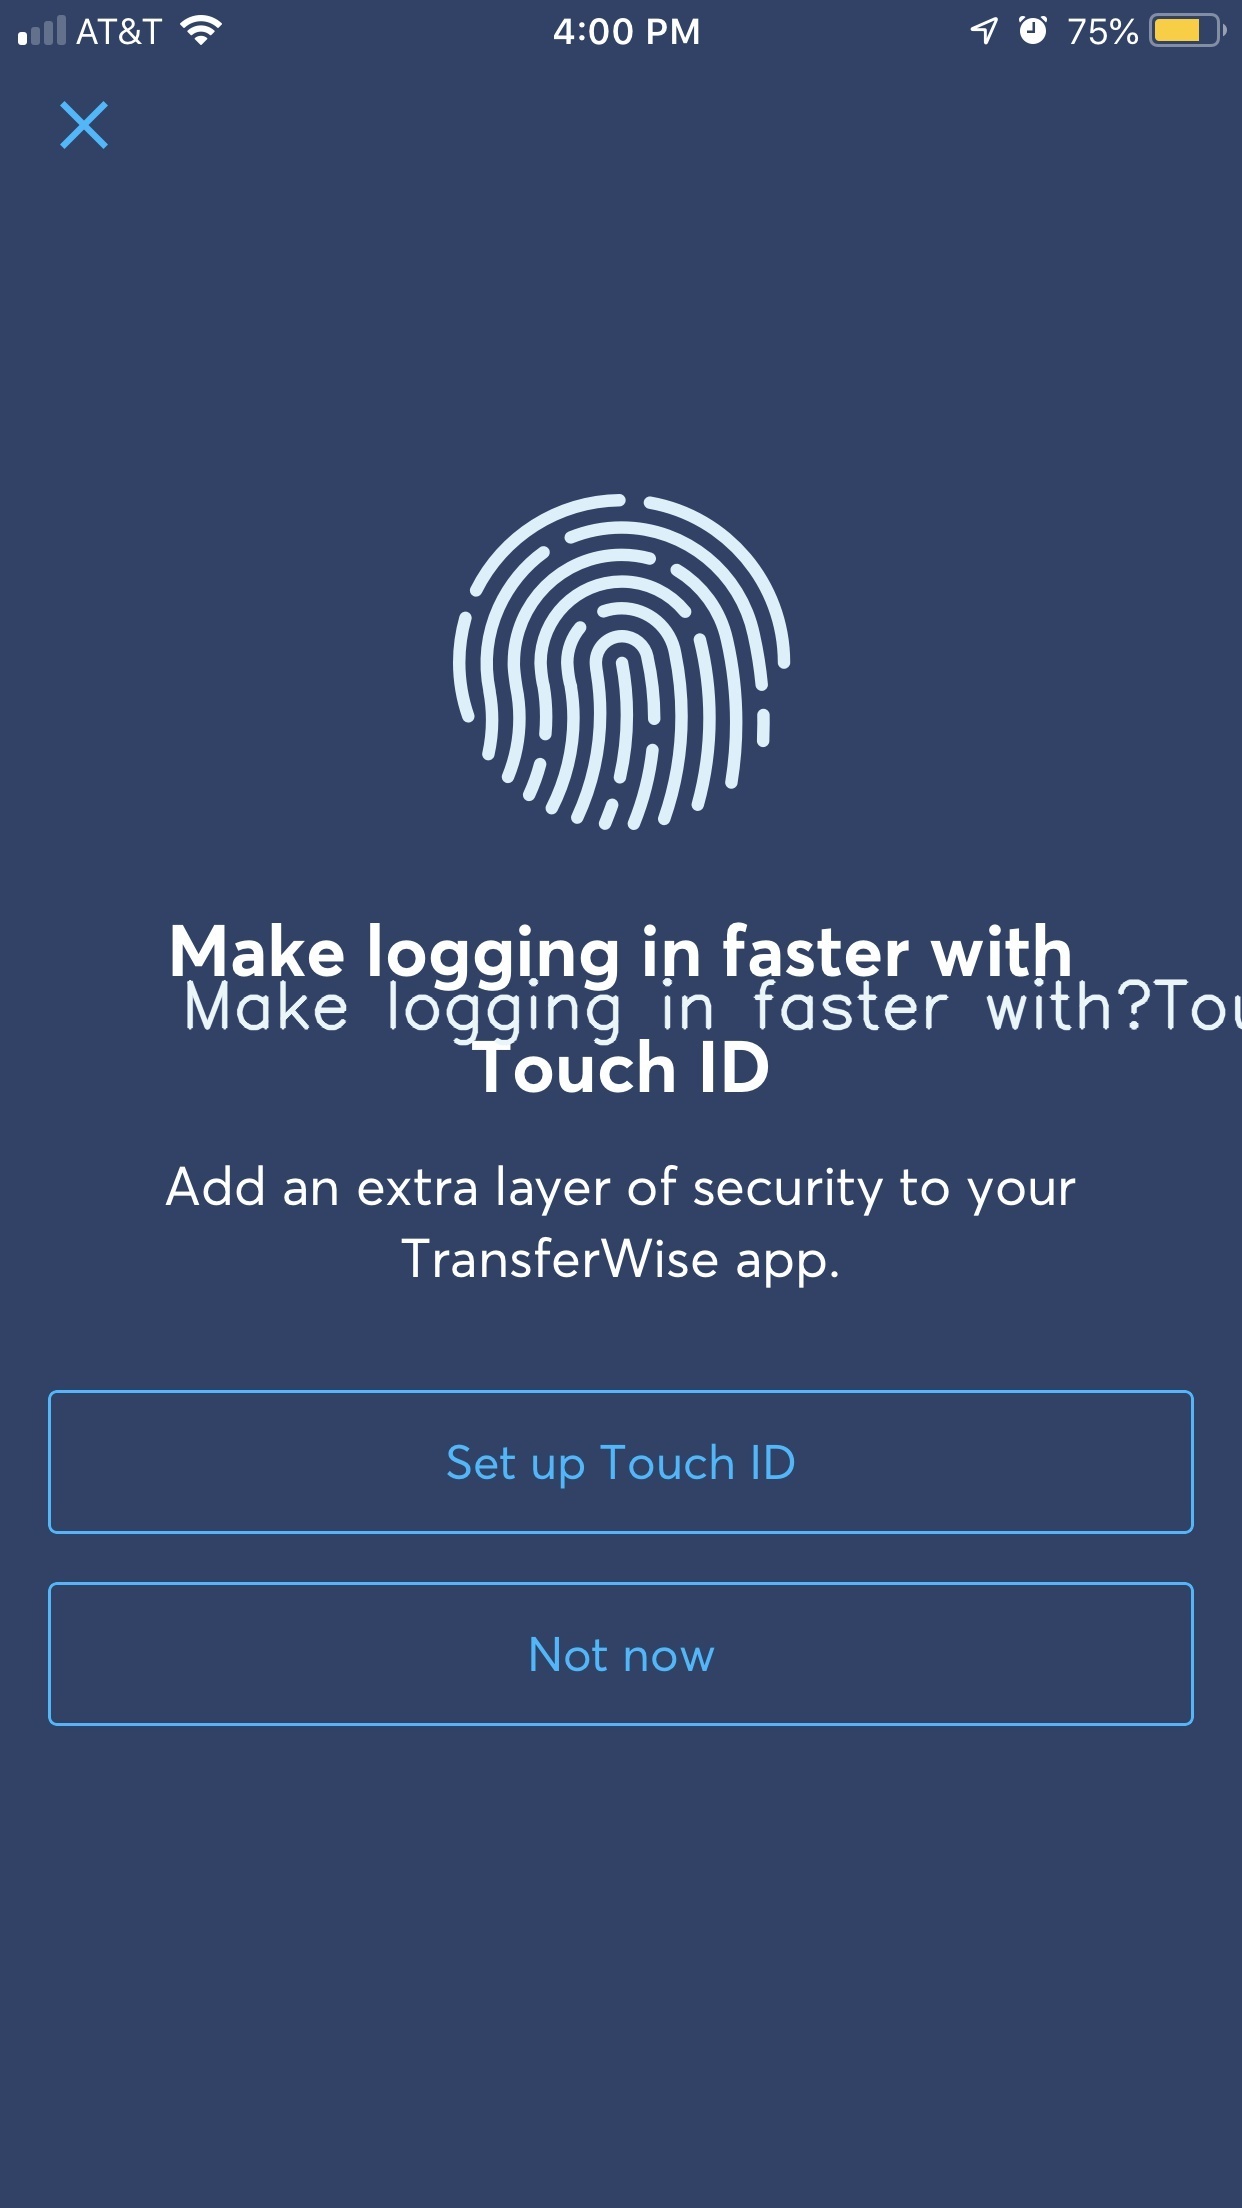 AT&T 4:00 PM 75%
Make logging in faster with
Make logging in faster with?Tou
Touch ID
Add an extra layer of security to your
TransferWise app.
Set up Touch ID
Not now